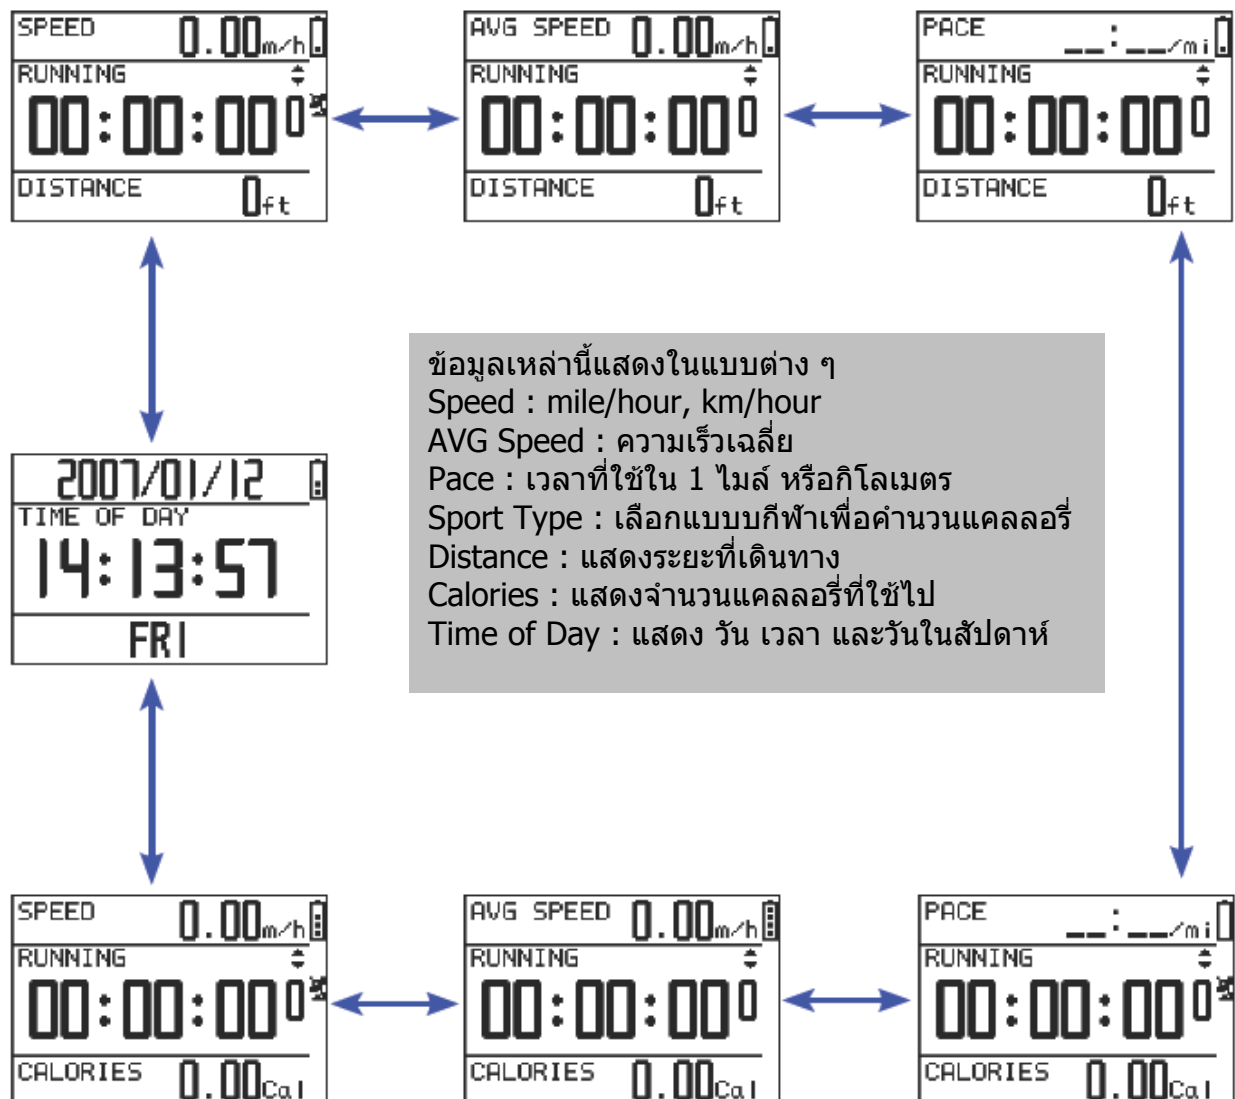 SPEED 0.00m/h
RUNNING
00:00:00 0
DISTANCE 0ft
AVG SPEED 0.00m/h
RUNNING
00:00:00 0
DISTANCE 0ft
PACE __:__/mi
RUNNING
00:00:00 0
DISTANCE 0ft
ข้อมูลเหล่านี้แสดงในแบบต่าง ๆ
Speed : mile/hour, km/hour
AVG Speed : ความเร็วเฉลี่ย
Pace : เวลาที่ใช้ใน 1 ไมล์ หรือกิโลเมตร
Sport Type : เลือกแบบบกีฬาเพื่อคำนวนแคลลอรี่
Distance : แสดงระยะที่เดินทาง
Calories : แสดงจำนวนแคลลอรี่ที่ใช้ไป
Time of Day : แสดง วัน เวลา และวันในสัปดาห์
2007/01/12
TIME OF DAY
14:13:57
FRI
SPEED 0.00m/h
RUNNING
00:00:00 0
CALORIES 0.00Cal
AVG SPEED 0.00m/h
RUNNING
00:00:00 0
CALORIES 0.00Cal
PACE __:__/mi
RUNNING
00:00:00 0
CALORIES 0.00Cal